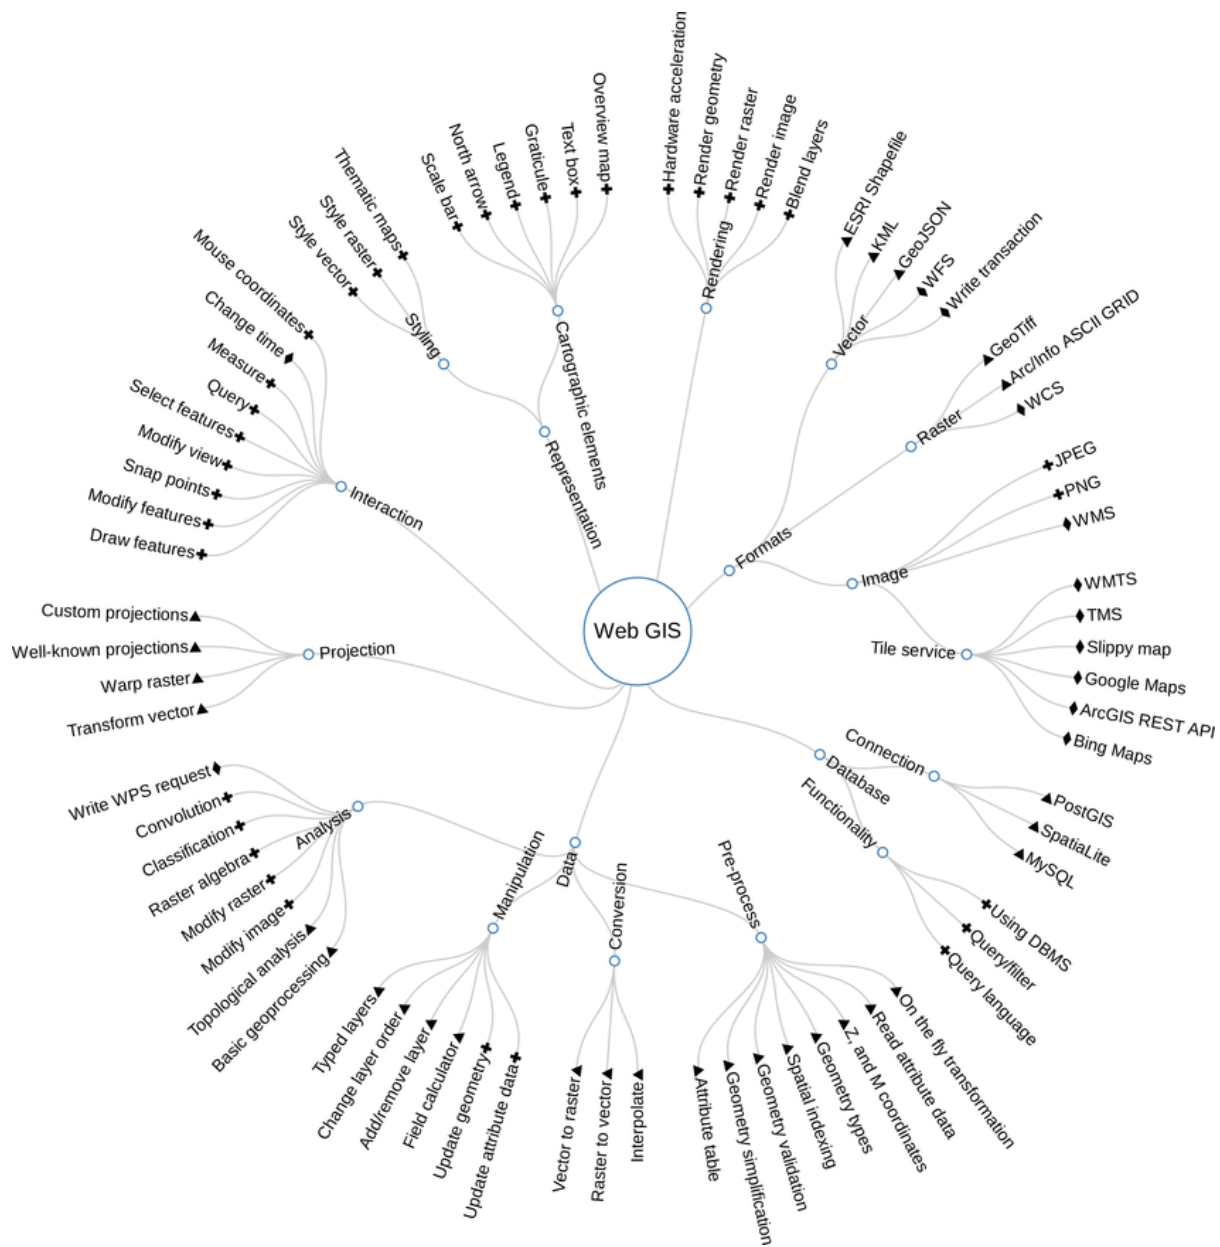 Web GIS
Rendering
Hardware acceleration
Render geometry
Render raster
Render image
Blend layers
Formats
Vector
ESRI Shapefile
KML
GeoJSON
WFS
Write transaction
Raster
GeoTiff
Arc/Info ASCII GRID
WCS
Image
JPEG
PNG
WMS
Tile service
WMTS
TMS
Slippy map
Google Maps
ArcGIS REST API
Bing Maps
Database
Connection
PostGIS
SpatiaLite
MySQL
Functionality
Using DBMS
Query/filter
Query language
Data
Pre-process
On the fly transformation
Read attribute data
Z, and M coordinates
Geometry types
Spatial indexing
Geometry validation
Geometry simplification
Attribute table
Conversion
Interpolate
Raster to vector
Vector to raster
Manipulation
Update attribute data
Update geometry
Field calculator
Add/remove layer
Change layer order
Typed layers
Analysis
Basic geoprocessing
Topological analysis
Modify image
Modify raster
Raster algebra
Classification
Convolution
Write WPS request
Projection
Transform vector
Warp raster
Well-known projections
Custom projections
Interaction
Draw features
Modify features
Snap points
Modify view
Select features
Query
Measure
Change time
Mouse coordinates
Representation
Styling
Style vector
Style raster
Thematic maps
Cartographic elements
Scale bar
North arrow
Legend
Graticule
Text box
Overview map